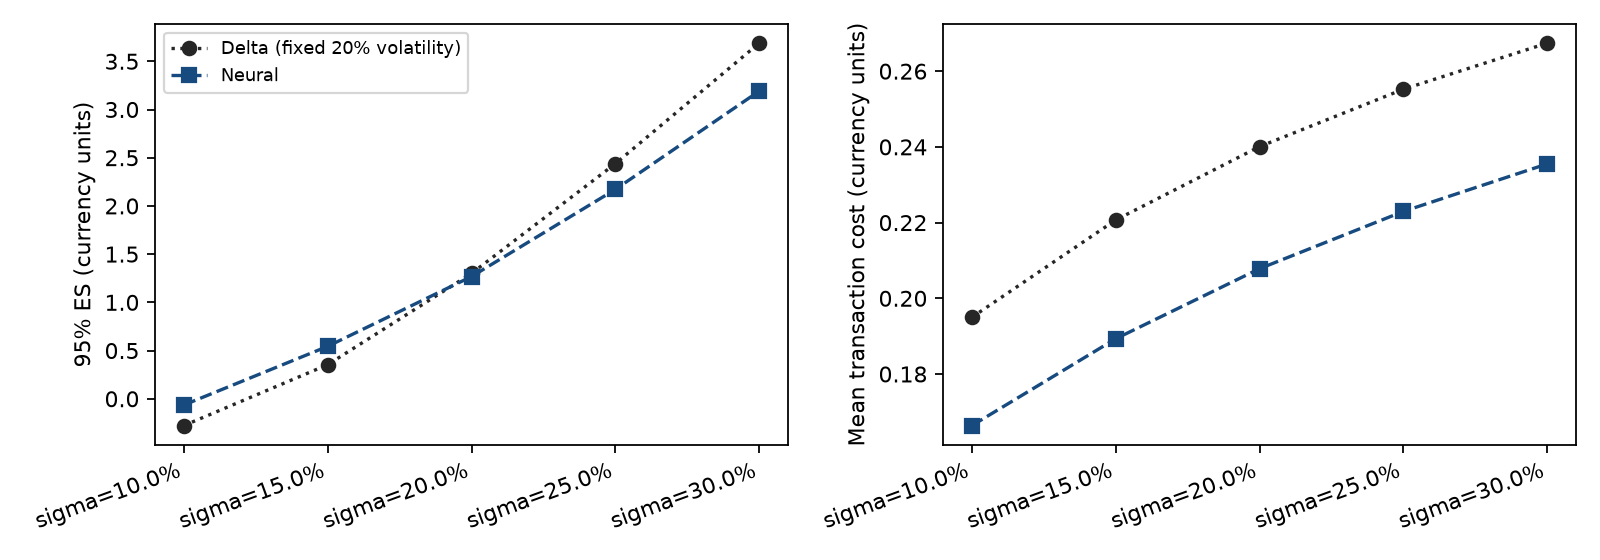 95% ES (currency units)
3.5
3.0
2.5
2.0
1.5
1.0
0.5
0.0
Delta (fixed 20% volatility)
Neural
sigma=10.0%
sigma=15.0%
sigma=20.0%
sigma=25.0%
sigma=30.0%
Mean transaction cost (currency units)
0.26
0.24
0.22
0.20
0.18
sigma=10.0%
sigma=15.0%
sigma=20.0%
sigma=25.0%
sigma=30.0%